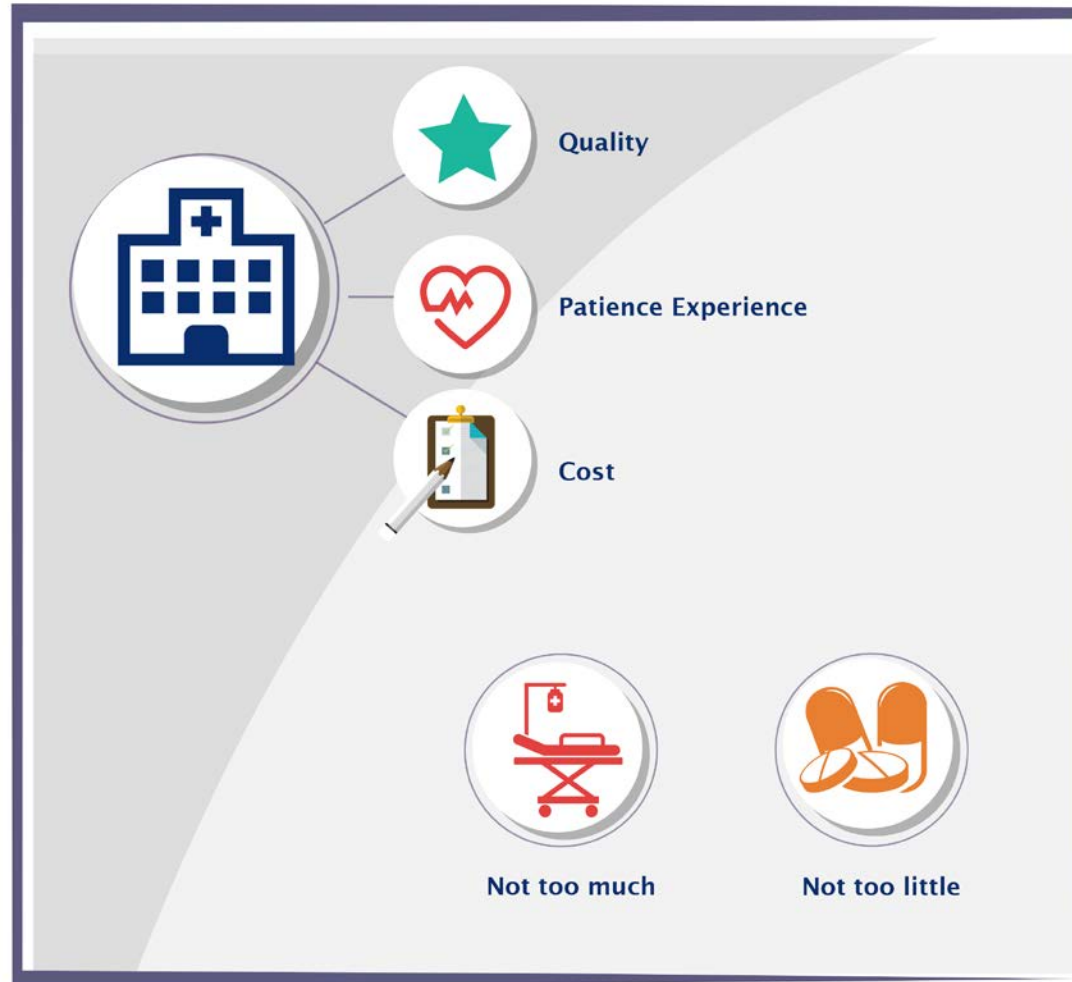 Quality
Patience Experience
Cost
Not too much
Not too little